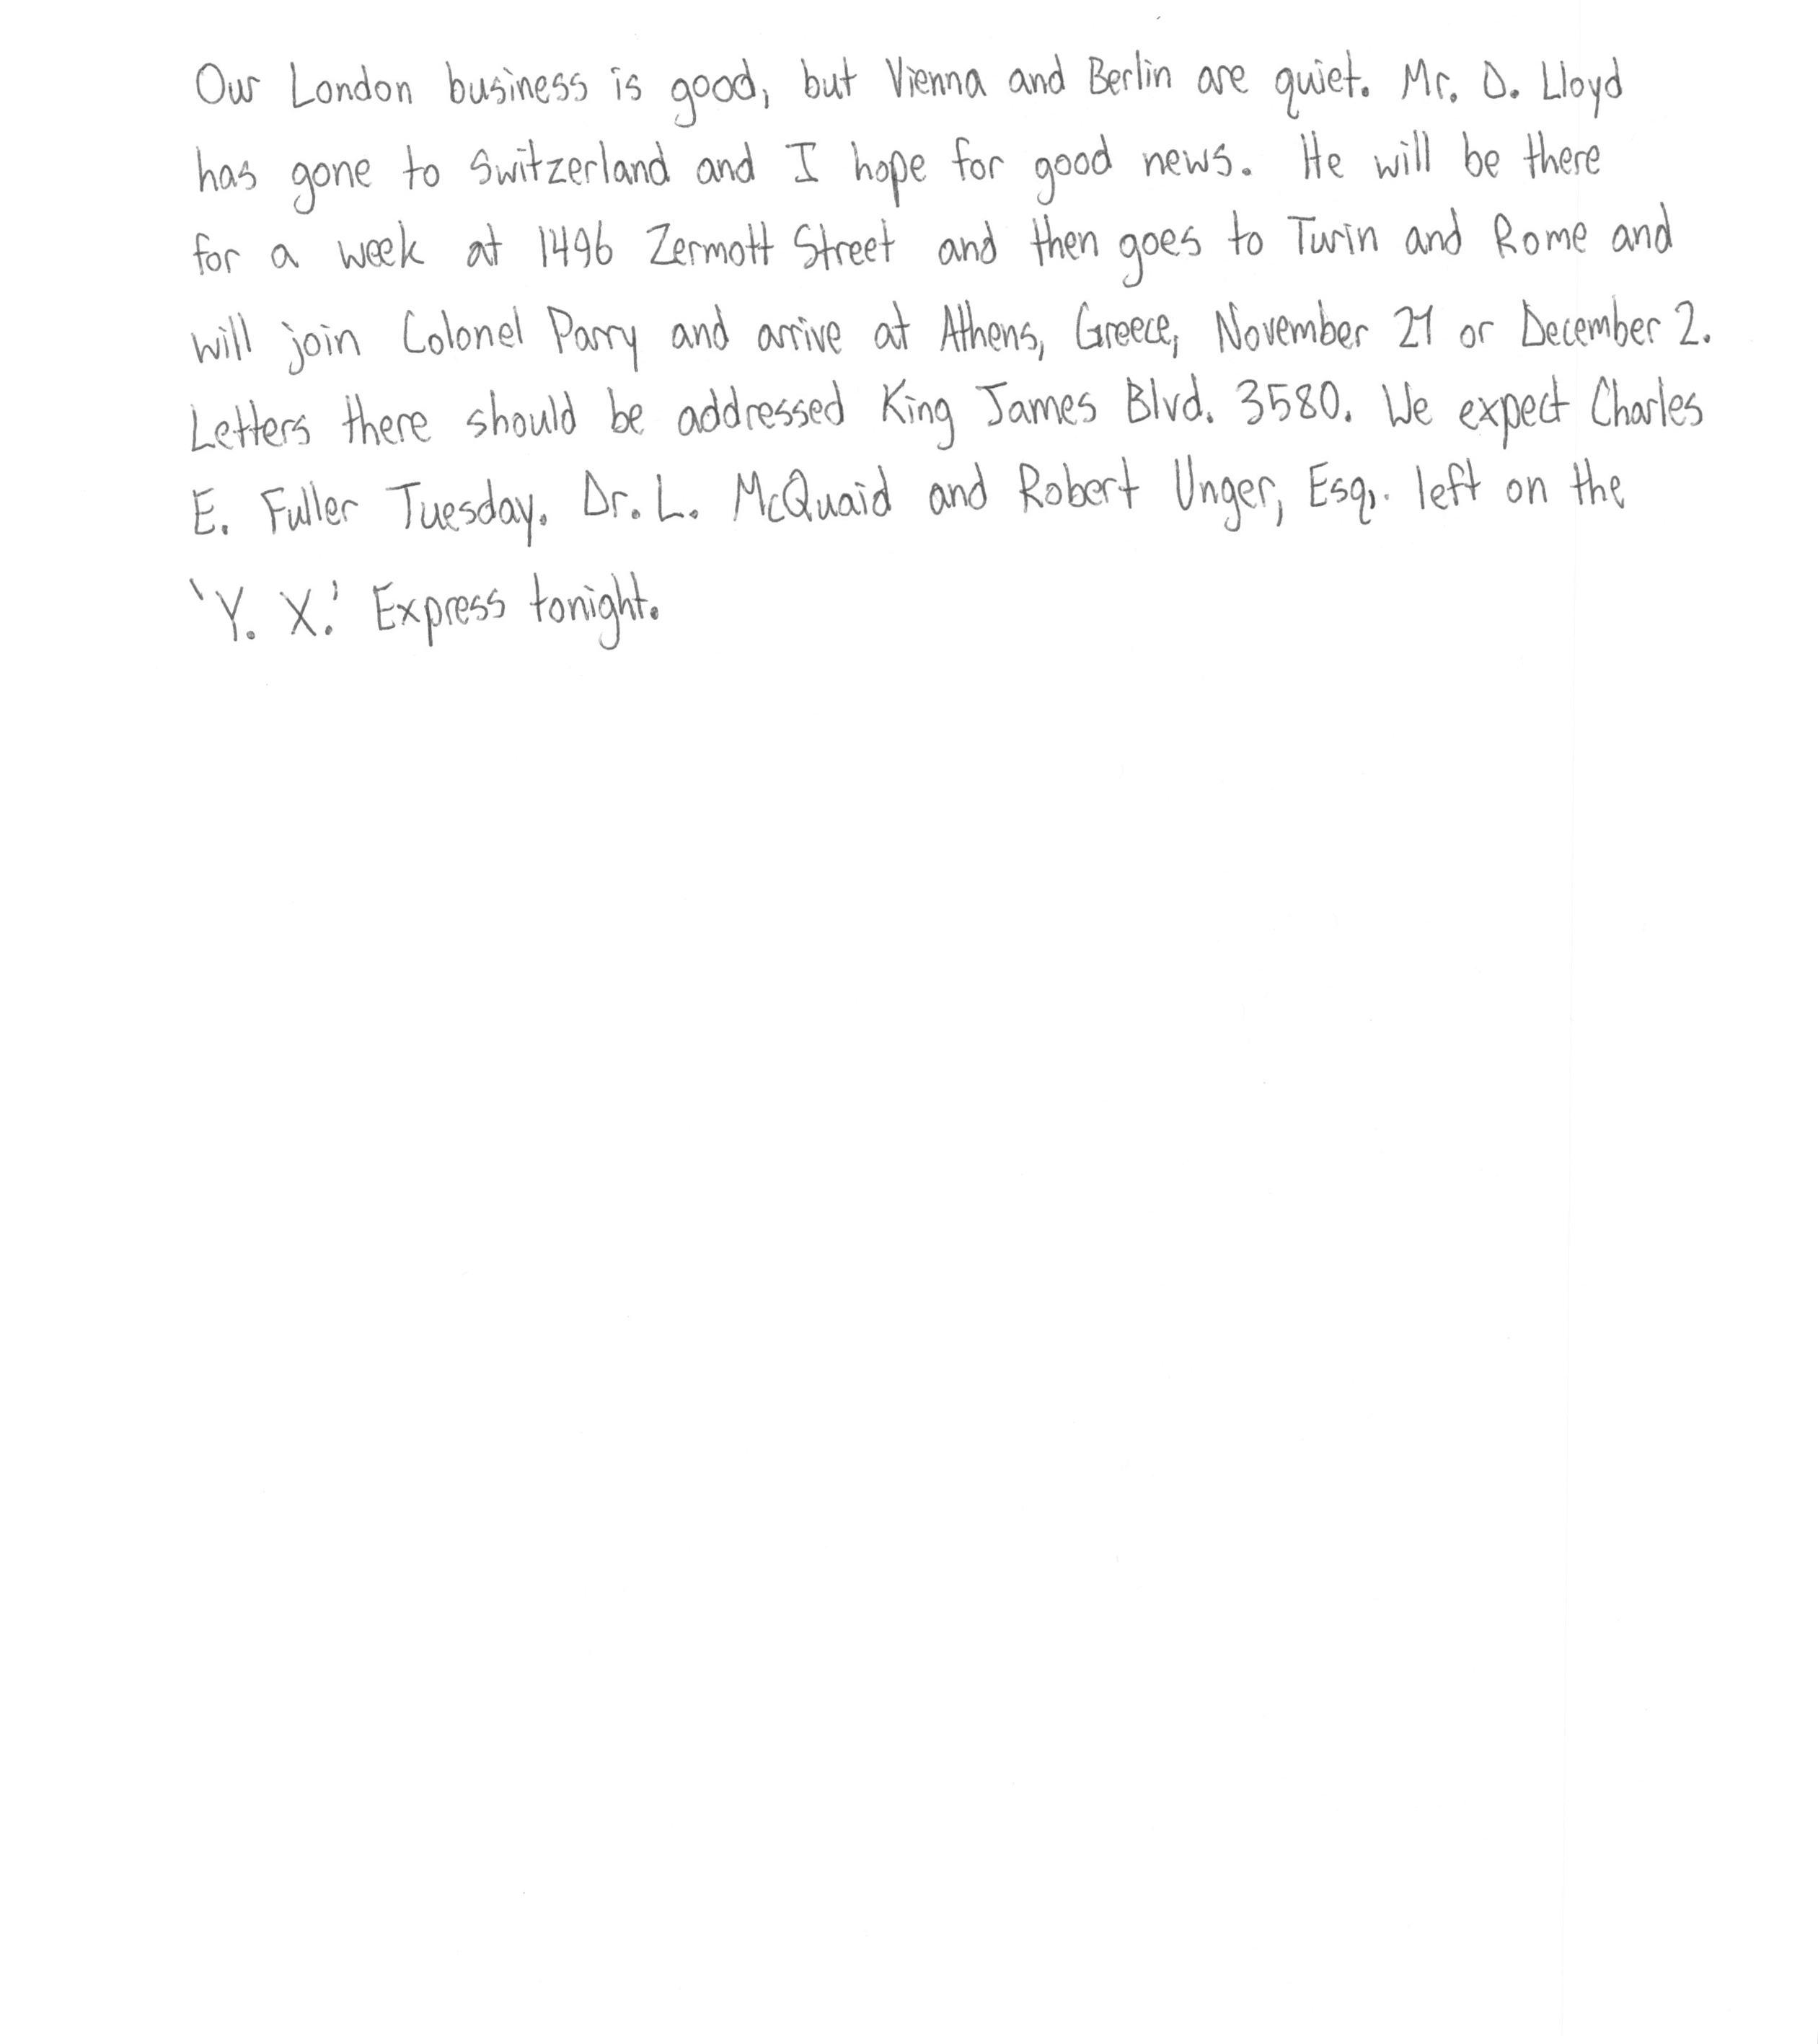 Our London business is good, but Vienna and Berlin are quiet. Mr. D. Lloyd
has gone to Switzerland and I hope for good news. He will be there
for a week at 1496 Zermott Street and then goes to Turin and Rome and
will join Colonel Parry and arrive at Athens, Greece, November 27 or December 2.
Letters there should be addressed King James Blvd. 3580. We expect Charles
E. Fuller Tuesday. Dr. L. McQuaid and Robert Unger, Esq. left on the
'Y. X.' Express tonight.